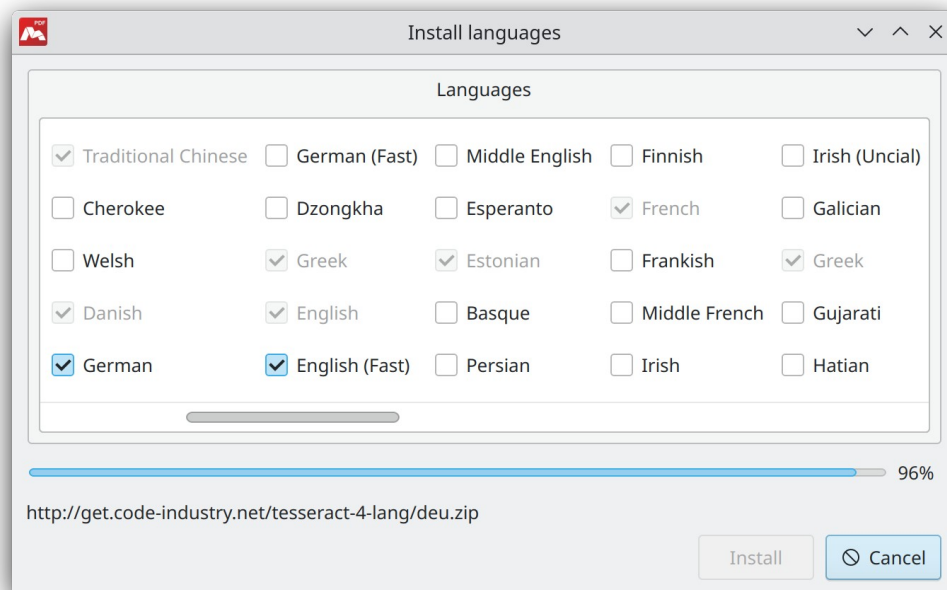 PDF
Install languages
Languages
Traditional Chinese German (Fast) Middle English Finnish Irish (Uncial)
Cherokee Dzongkha Esperanto French Galician
Welsh Greek Estonian Frankish Greek
Danish English Basque Middle French Gujarati
German English (Fast) Persian Irish Hatian
96%
http://get.code-industry.net/tesseract-4-lang/deu.zip
Install Cancel